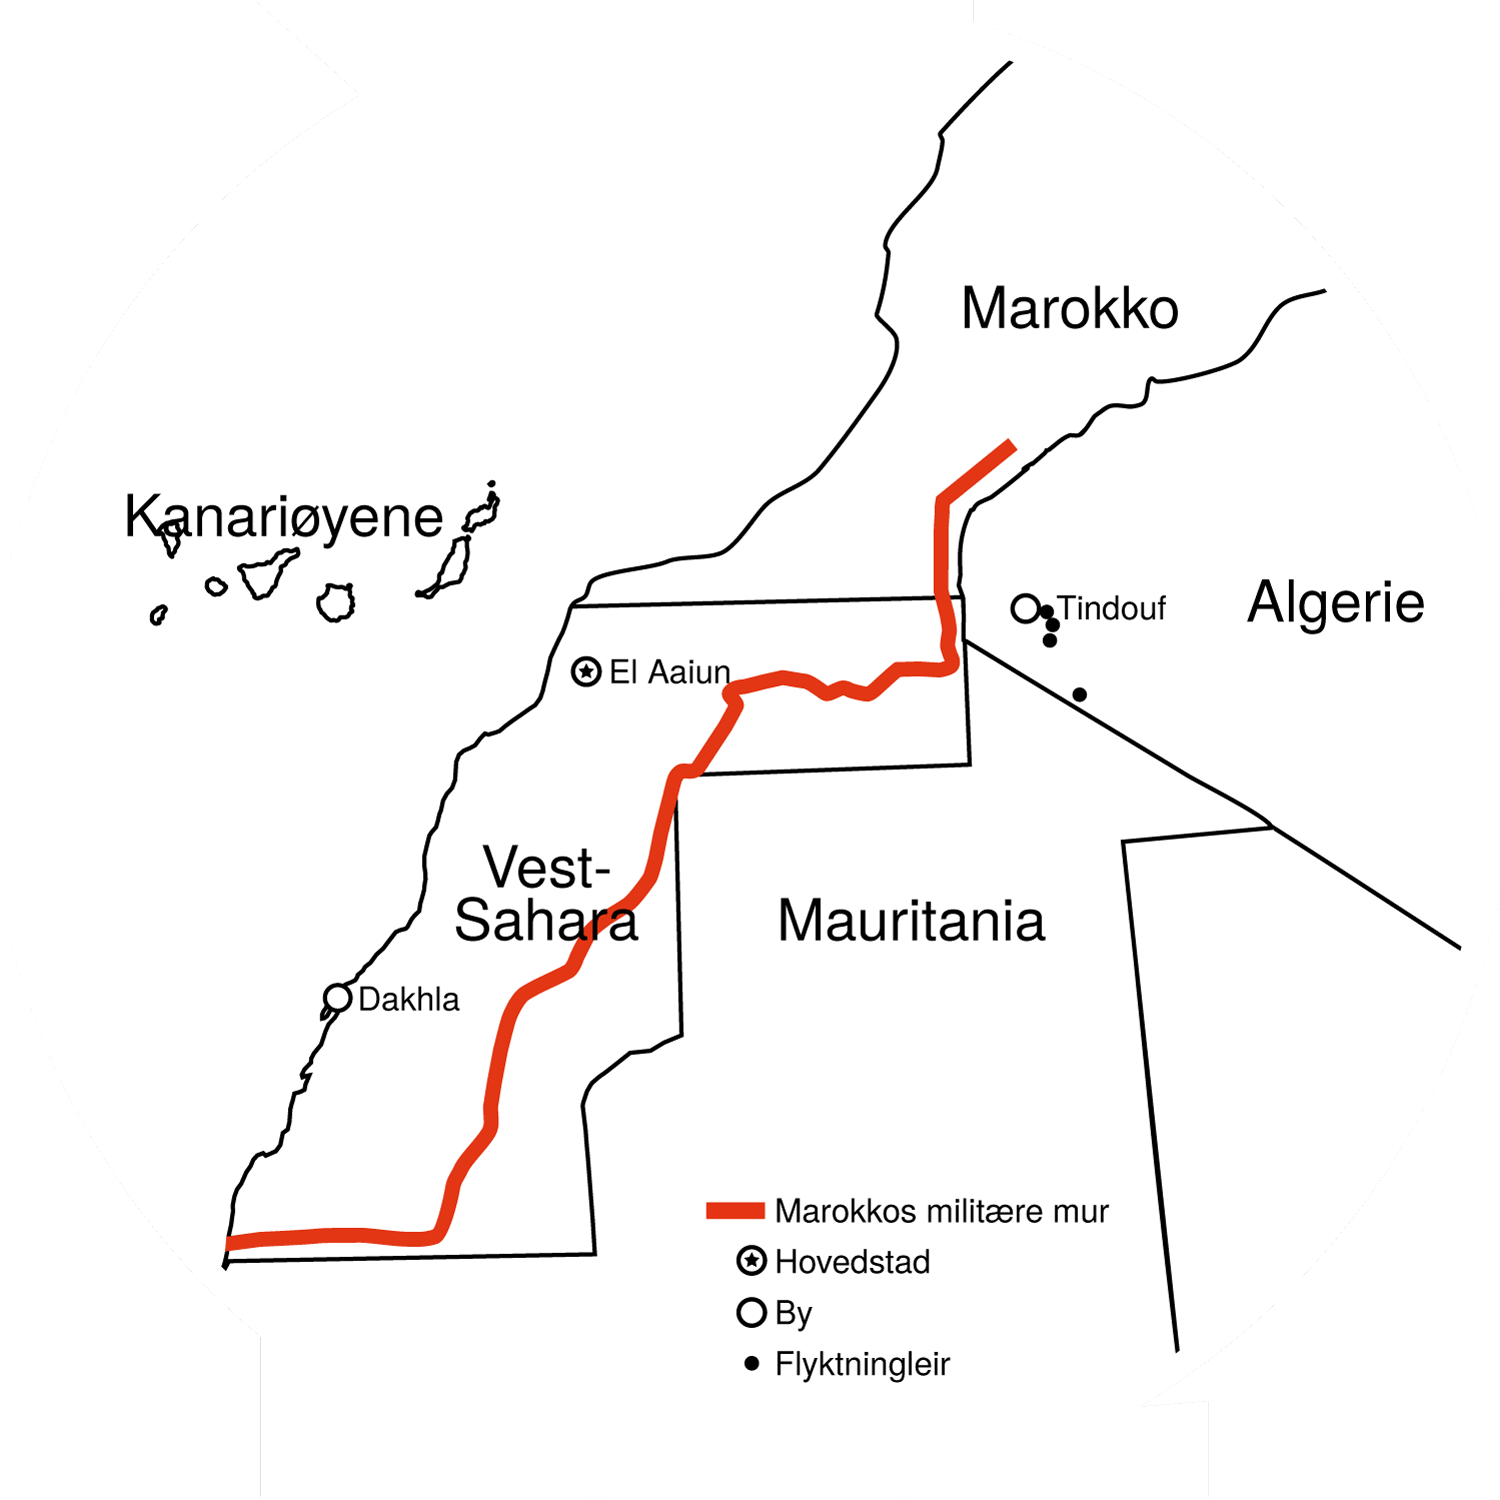 Marokko
Kanariøyene
Algerie
Tindouf
El Aaiun
Vest-
Sahara
Mauritania
Dakhla
Marokkos militære mur
Hovedstad
By
Flyktningleir